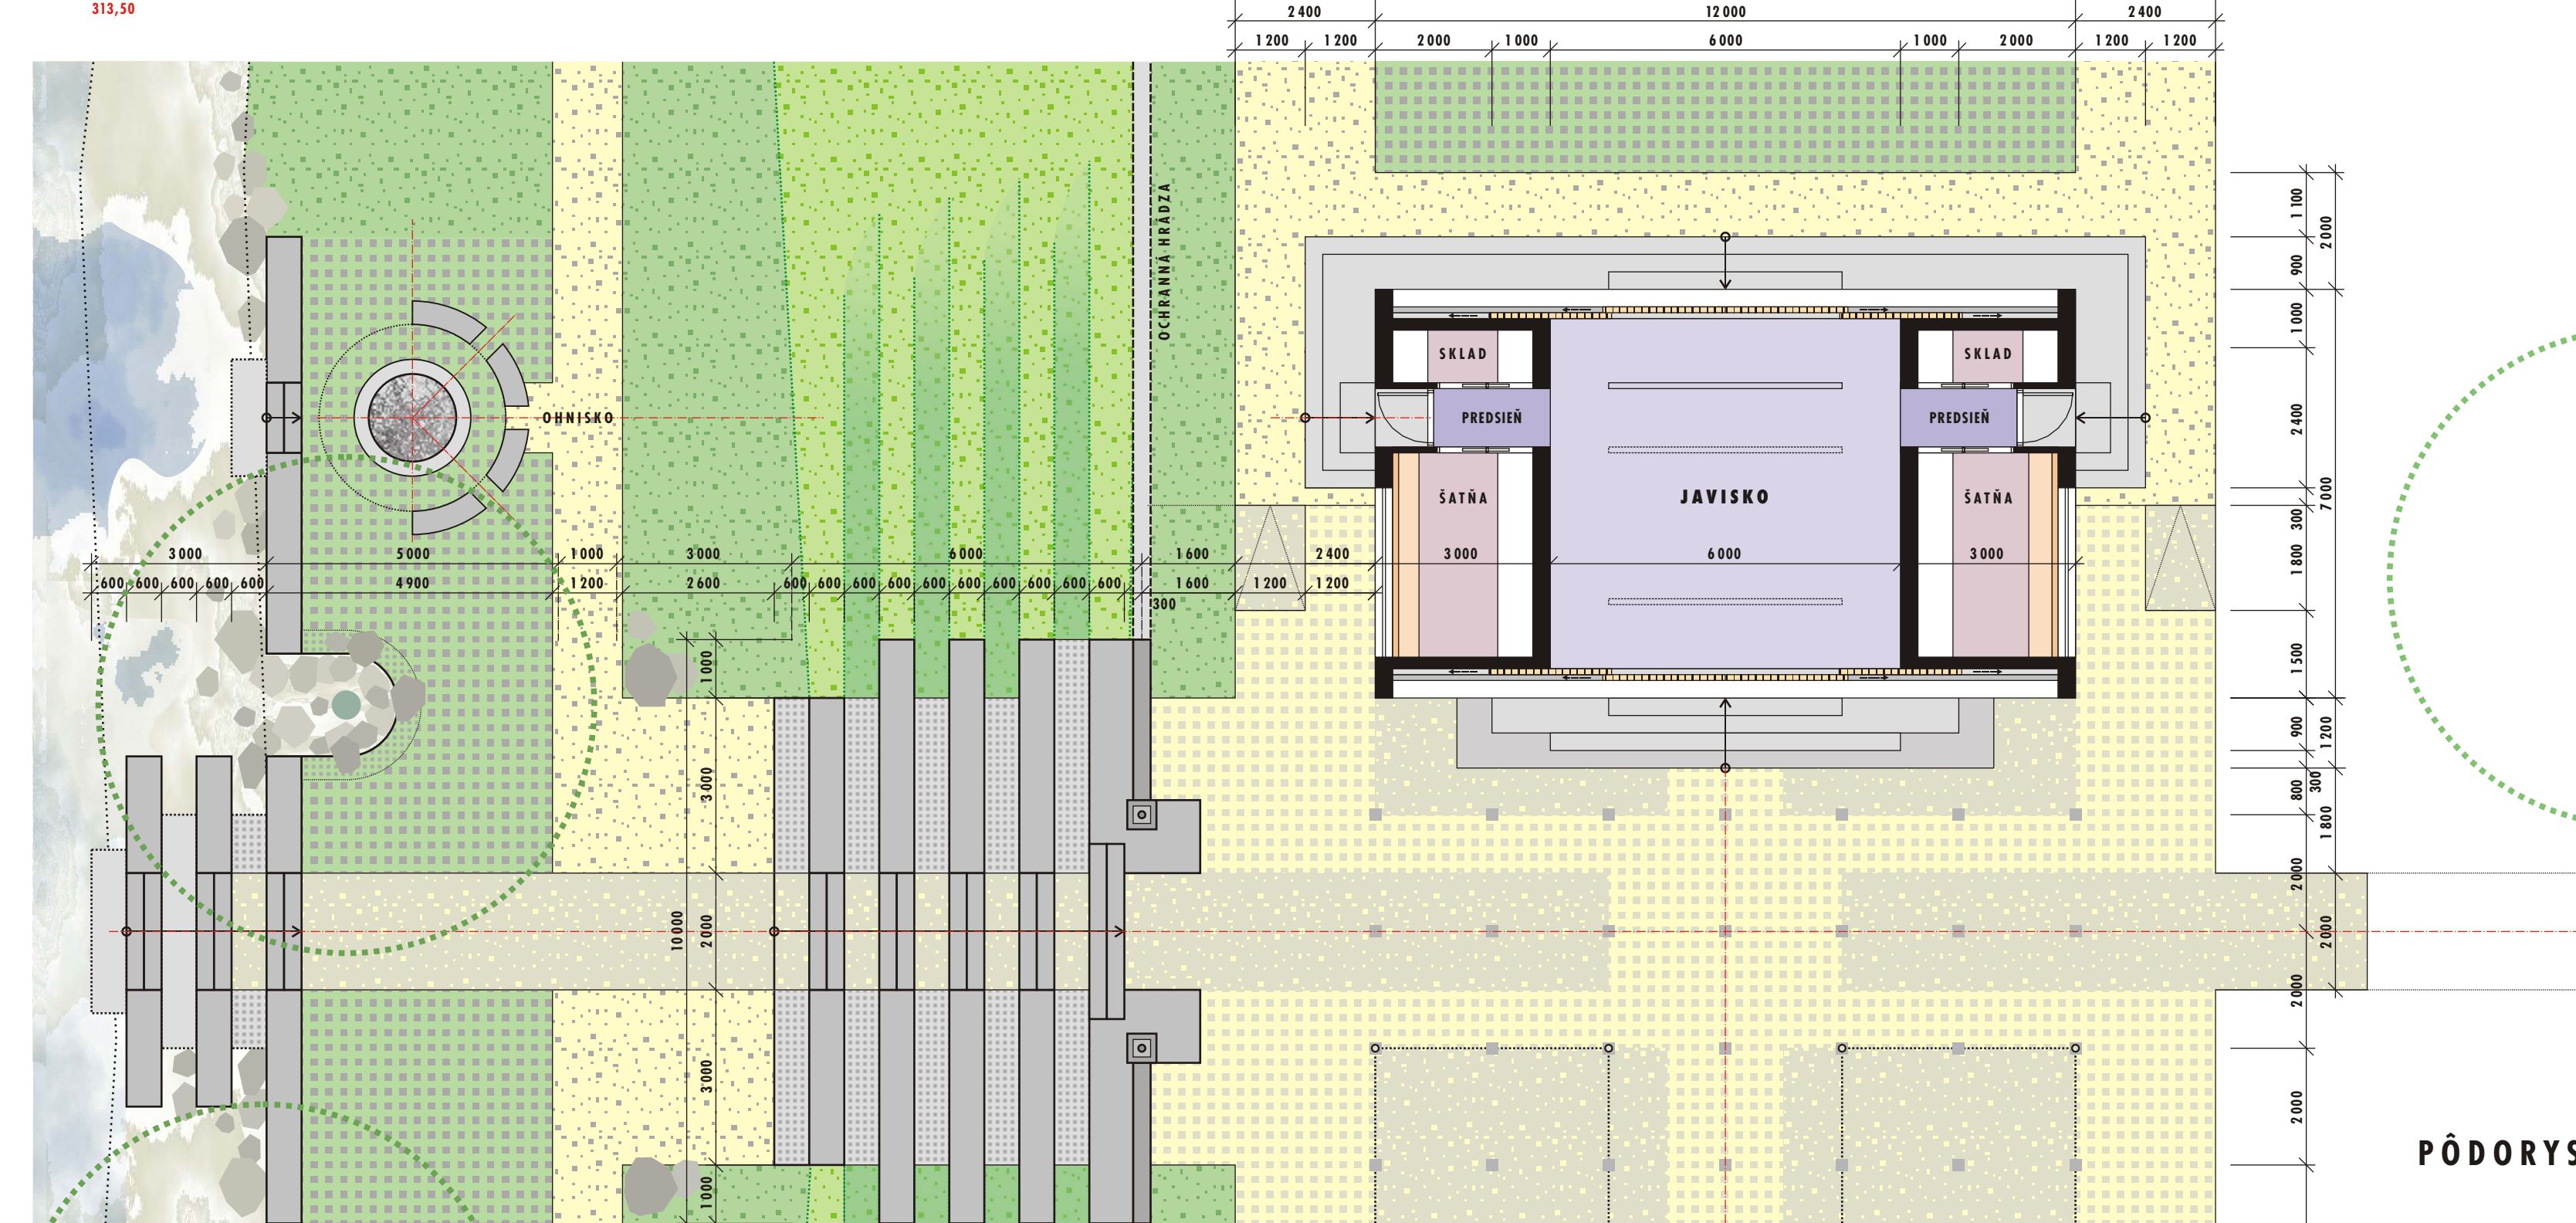 313,50
2 400 12 000 2 400
1 200 1 200 2 000 1 000 6 000 1 000 2 000 1 200 1 200
OCHRANNÁ HRÁDZA
1 100
2 000
900
1 000
2 400
7 000
300
1 800
1 500
900
1 200
300
800
1 800
2 000
2 000
2 000
2 000
SKLAD SKLAD
OHNISKO PREDSIEŇ PREDSIEŇ
ŠATŇA JAVISKO ŠATŇA
3 000 5 000 1 000 3 000 6 000 1 600 2 400 3 000 6 000 3 000
600 600 600 600 600 4 900 1 200 2 600 600 600 600 600 600 600 600 600 600 600 1 600 1 200 1 200
300
1 000
3 000
10 000
2 000
3 000
1 000
PÔDORYS